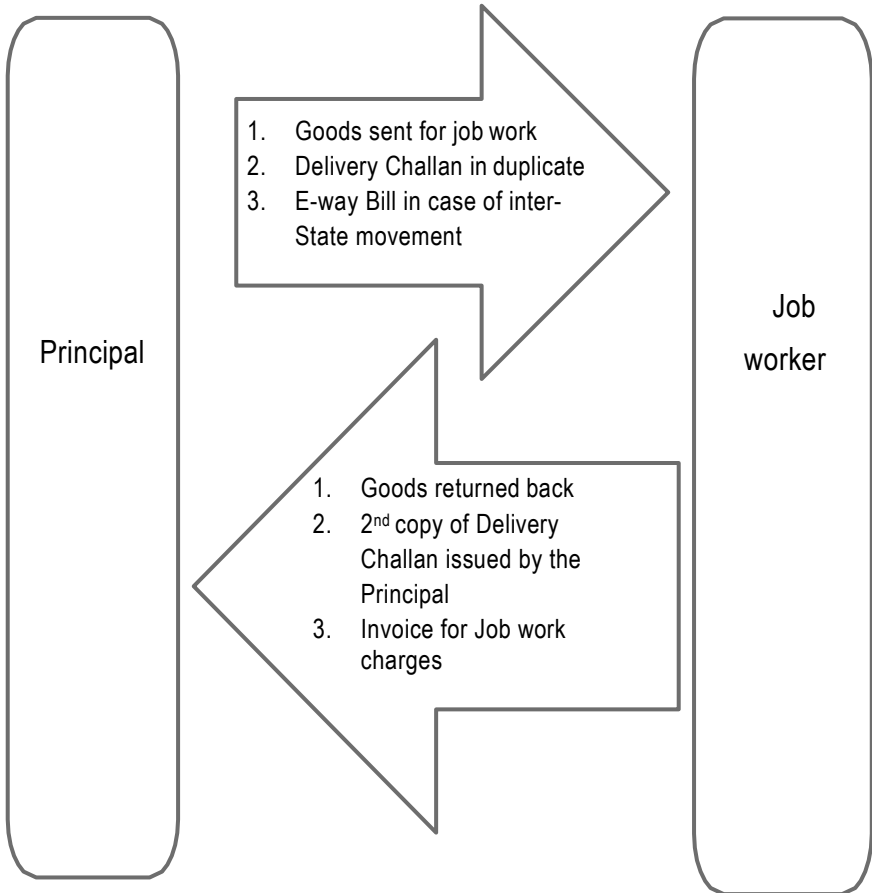 Principal
1. Goods sent for job work
2. Delivery Challan in duplicate
3. E-way Bill in case of inter-
State movement
1. Goods returned back
2. 2nd copy of Delivery
Challan issued by the
Principal
3. Invoice for Job work
charges
Job
worker